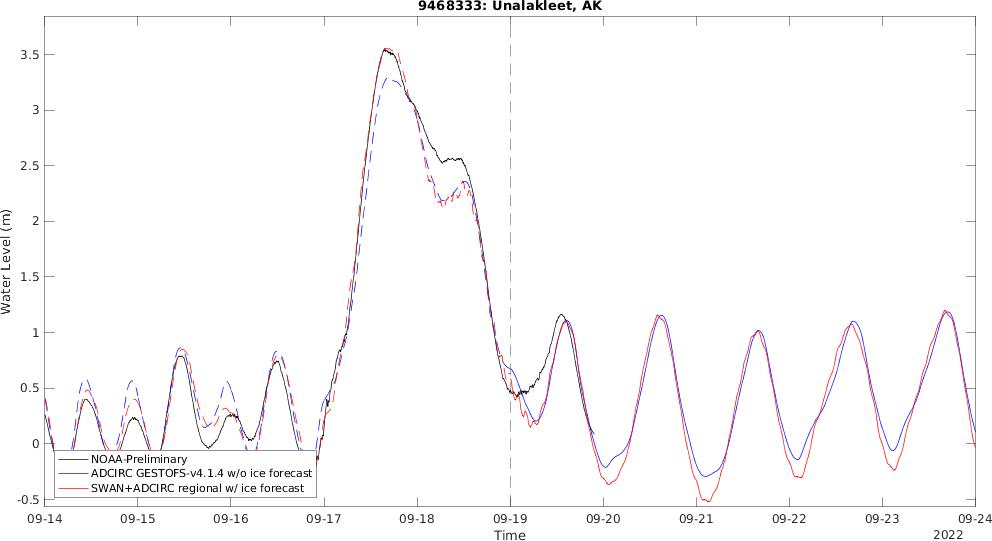 9468333: Unalakleet, AK
Water Level (m)
3.5
3
2.5
2
1.5
1
0.5
0
-0.5
NOAA-Preliminary
ADCIRC GESTOFS-v4.1.4 w/o ice forecast
SWAN+ADCIRC regional w/ ice forecast
09-14 09-15 09-16 09-17 09-18 09-19 09-20 09-21 09-22 09-23 09-24
Time
2022